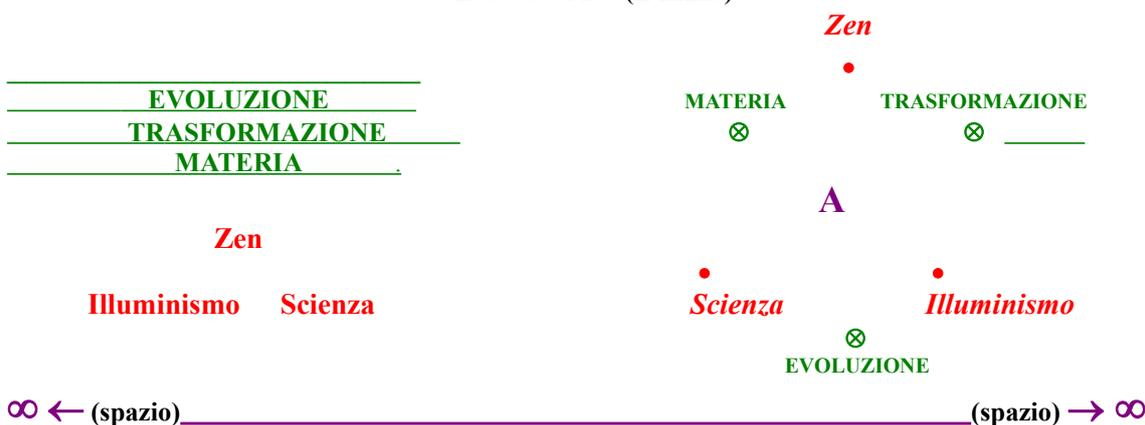 Zen
EVOLUZIONE
TRASFORMAZIONE
MATERIA .
MATERIA TRASFORMAZIONE
⊗ ⊗
A
Zen
Illuminismo Scienza
• •
Scienza Illuminismo
⊗
EVOLUZIONE
∞ ← (spazio) (spazio) → ∞